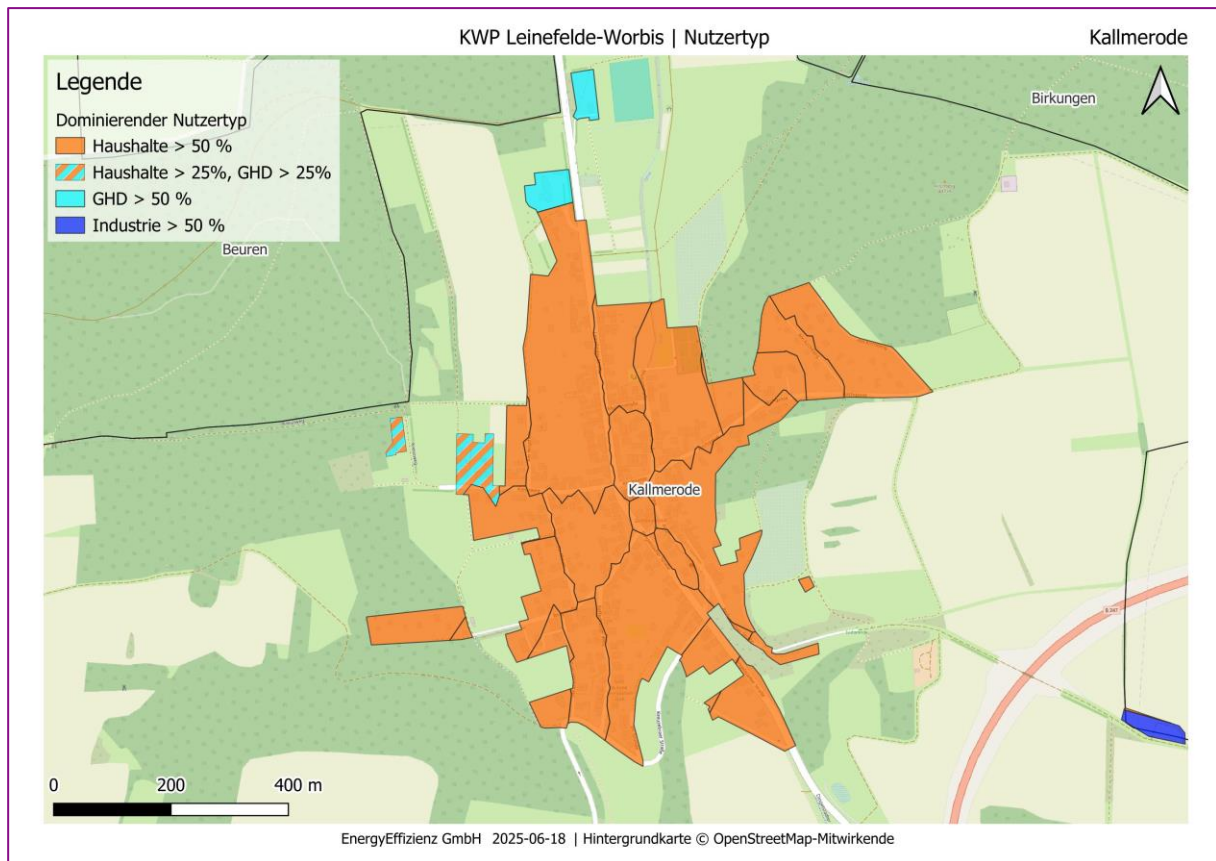 KWP Leinefelde-Worbis | Nutzertyp
Kallmerode
Legende
Dominierender Nutzertyp
Haushalte > 50 %
Haushalte > 25%, GHD > 25%
GHD > 50 %
Industrie > 50 %
Birkungen
Beuren
Kallmerode
B 247
0 200 400 m
EnergyEffizienz GmbH 2025-06-18 | Hintergrundkarte © OpenStreetMap-Mitwirkende